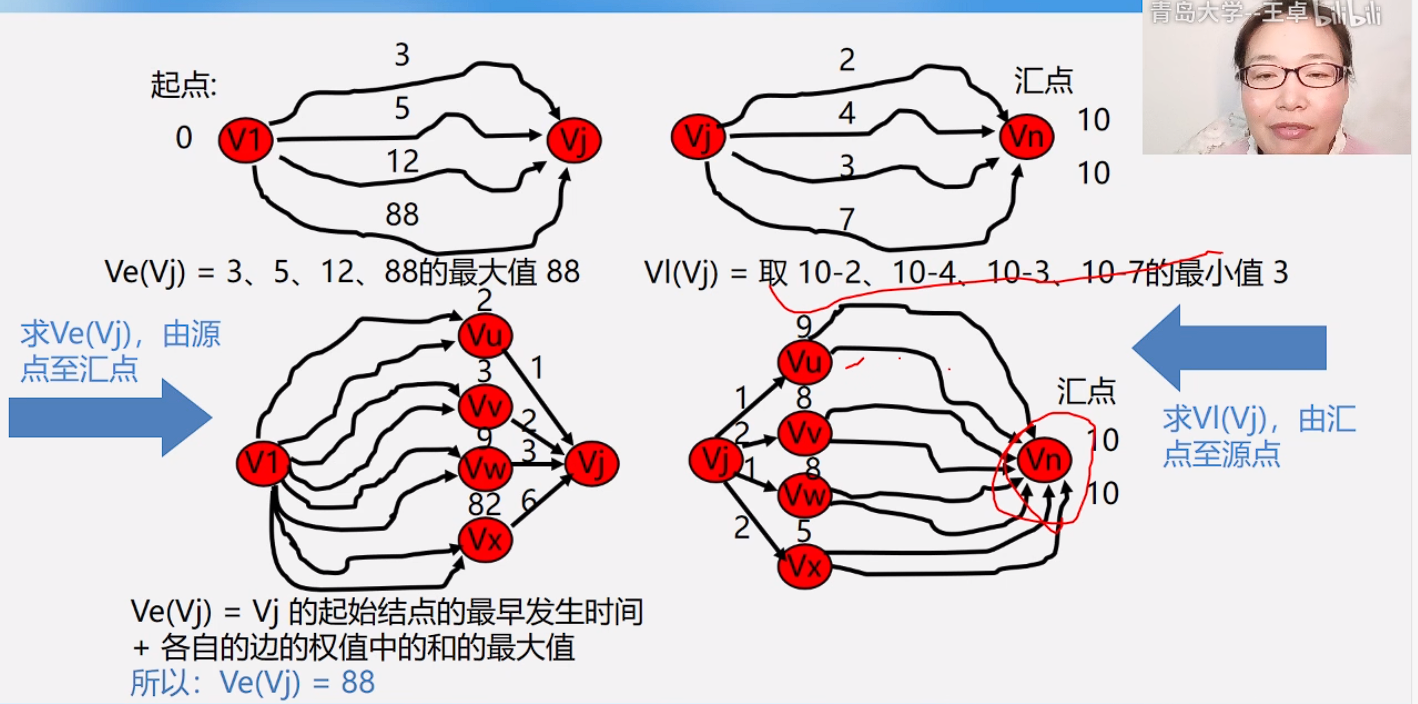 青岛大学--王卓 bilibili
起点:
0
V1
3
5
12
88
Vj
Vj
2
4
3
7
汇点
Vn
10
10
Ve(Vj) = 3、5、12、88的最大值 88
Vl(Vj) = 取 10-2、10-4、10-3、10-7的最小值 3
求Ve(Vj)，由源
点至汇点
V1
2
Vu
3
Vv
9
Vw
82
Vx
1
2
3
6
Vj
Vj
1
2
1
2
9
Vu
8
Vv
8
Vw
5
Vx
汇点
Vn
10
10
求Vl(Vj)，由汇
点至源点
Ve(Vj) = Vj 的起始结点的最早发生时间
+ 各自的边的权值中的和的最大值
所以：Ve(Vj) = 88